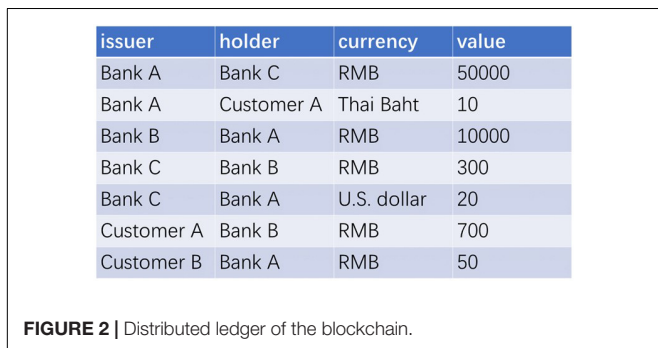 issuer holder currency value
Bank A Bank C RMB 50000
Bank A Customer A Thai Baht 10
Bank B Bank A RMB 10000
Bank C Bank B RMB 300
Bank C Bank A U.S. dollar 20
Customer A Bank B RMB 700
Customer B Bank A RMB 50
FIGURE 2 | Distributed ledger of the blockchain.